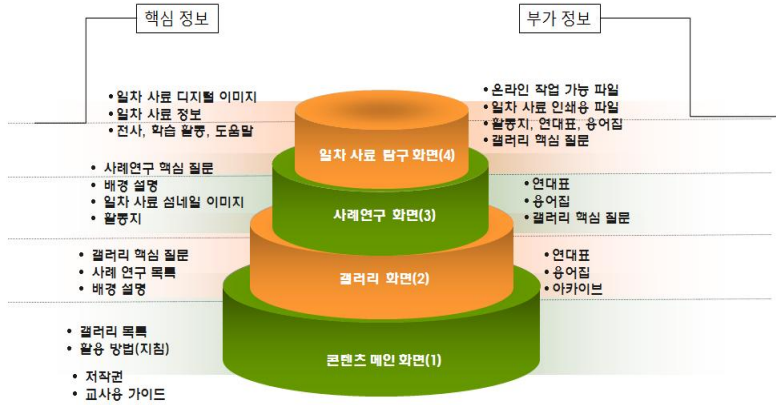 핵심 정보
부가 정보
• 일차 사료 디지털 이미지
• 일차 사료 정보
• 전사, 학습 활동, 도움말
일차 사료 탐구 화면(4)
• 온라인 작업 가능 파일
• 일차 사료 인쇄용 파일
• 활동지, 연대표, 용어집
• 갤러리 핵심 질문
• 사례연구 핵심 질문
• 배경 설명
• 일차 사료 섬네일 이미지
• 활동지
사례연구 화면(3)
• 연대표
• 용어집
• 갤러리 핵심 질문
• 갤러리 핵심 질문
• 사례 연구 목록
• 배경 설명
갤러리 화면(2)
• 연대표
• 용어집
• 아카이브
• 갤러리 목록
• 활용 방법(지침)
• 저작권
• 교사용 가이드
콘텐츠 메인 화면(1)